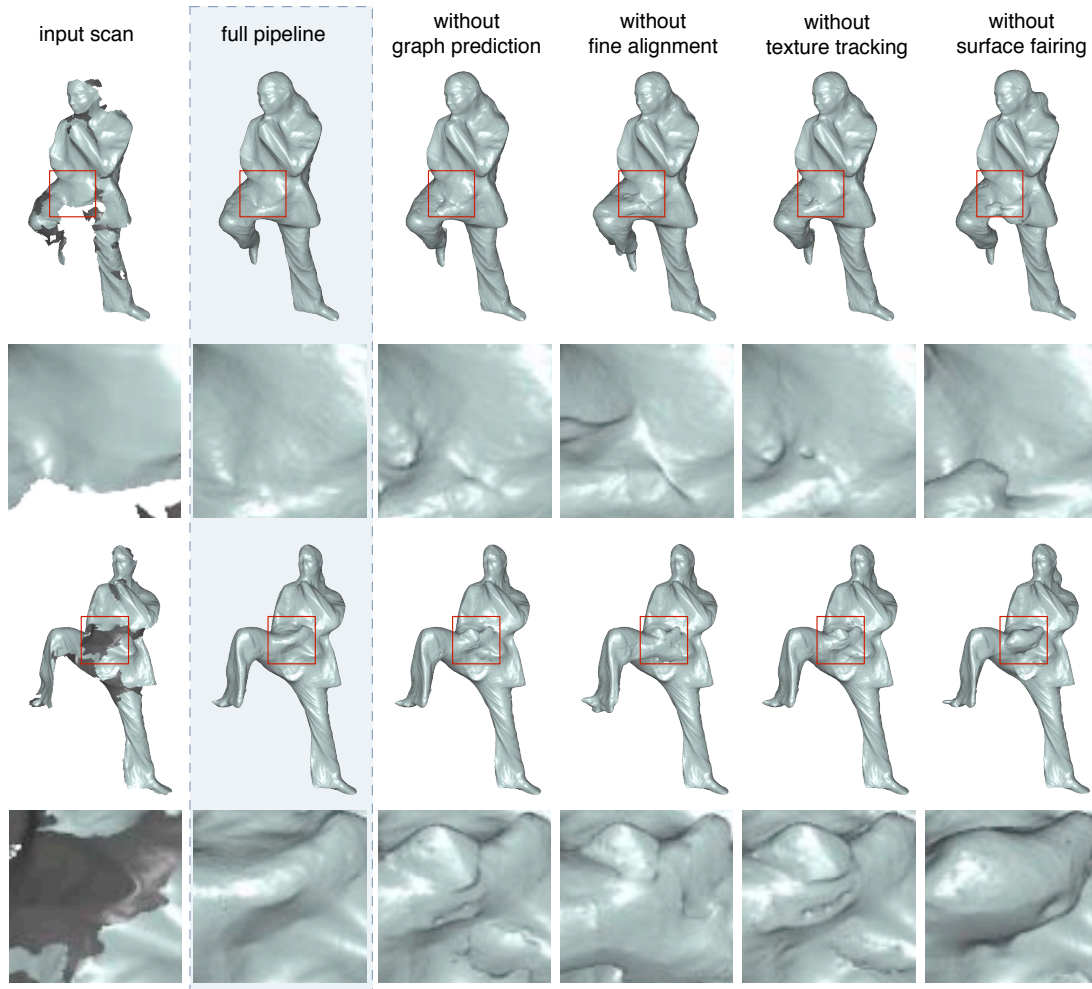 input scan
full pipeline
without
graph prediction
without
fine alignment
without
texture tracking
without
surface fairing